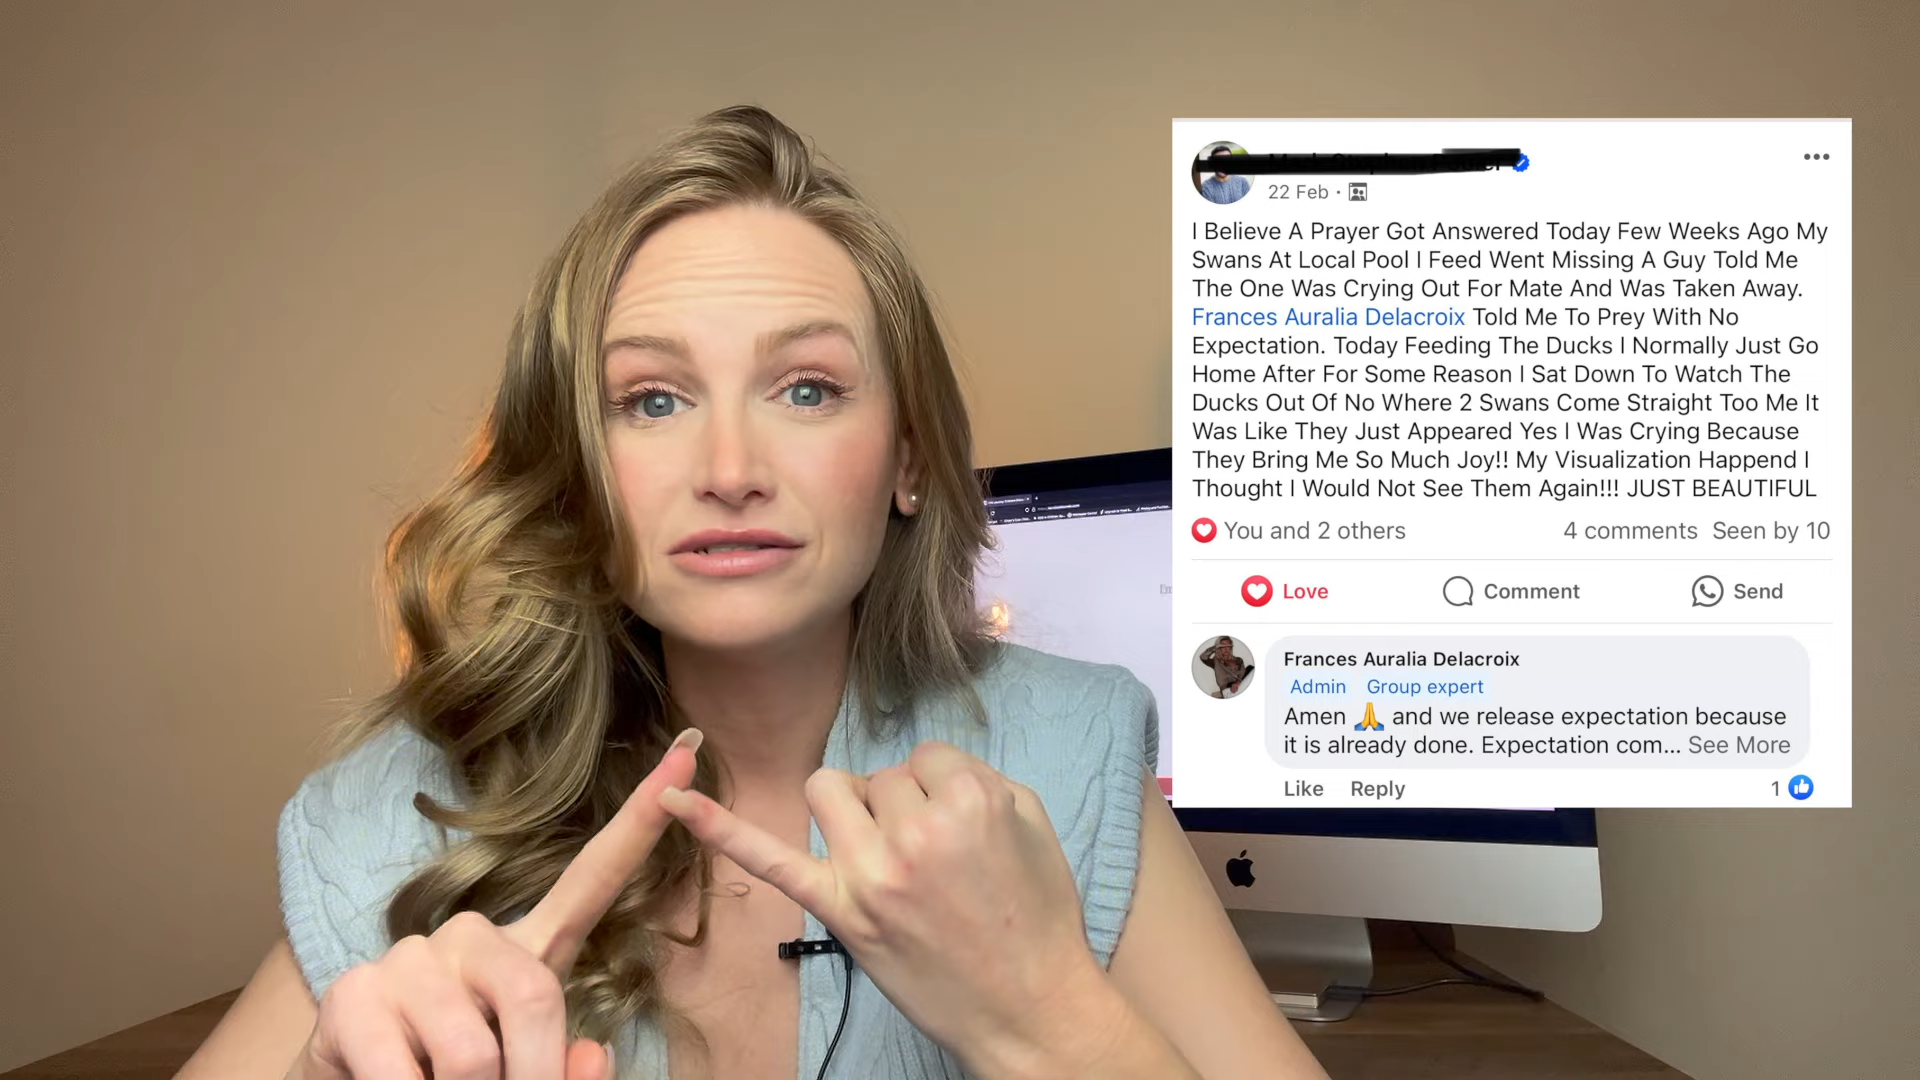 22 Feb ·
I Believe A Prayer Got Answered Today Few Weeks Ago My
Swans At Local Pool I Feed Went Missing A Guy Told Me
The One Was Crying Out For Mate And Was Taken Away.
Frances Auralia Delacroix Told Me To Prey With No
Expectation. Today Feeding The Ducks I Normally Just Go
Home After For Some Reason I Sat Down To Watch The
Ducks Out Of No Where 2 Swans Come Straight Too Me It
Was Like They Just Appeared Yes I Was Crying Because
They Bring Me So Much Joy!! My Visualization Happend I
Thought I Would Not See Them Again!!! JUST BEAUTIFUL
You and 2 others 4 comments Seen by 10
Love Comment Send
Frances Auralia Delacroix
Admin Group expert
Amen 🙏 and we release expectation because
it is already done. Expectation com... See More
Like Reply 1